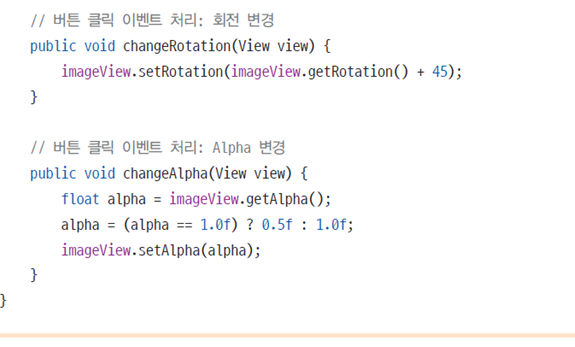 // 버튼 클릭 이벤트 처리: 회전 변경
public void changeRotation(View view) {
imageView.setRotation(imageView.getRotation() + 45);
}
// 버튼 클릭 이벤트 처리: Alpha 변경
public void changeAlpha(View view) {
float alpha = imageView.getAlpha();
alpha = (alpha == 1.0f) ? 0.5f : 1.0f;
imageView.setAlpha(alpha);
}
}